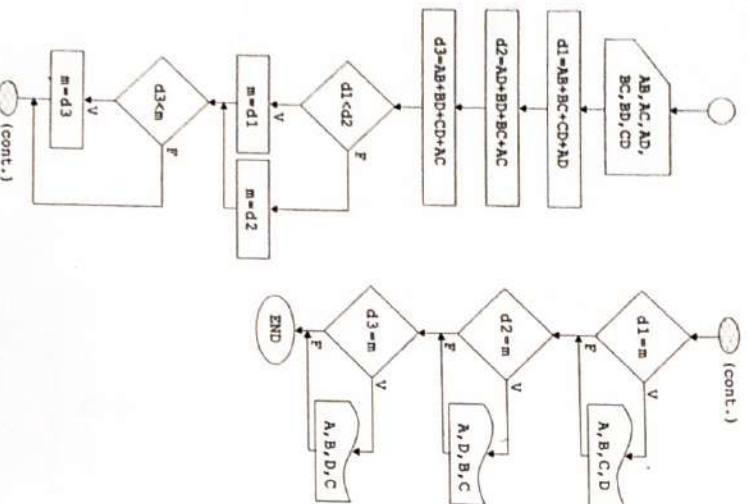 AB, AC, AD,
BC, BD, CD
d1=AB+BC+CD+AD
d2=AD+BD+BC+AC
d3=AB+BD+CD+AC
d1<d2
V
F
m=d1
m=d2
d3<m
V
F
m=d3
(cont.)
(cont.)
d1=m
V
F
A, B, C, D
d2=m
V
F
A, D, B, C
d3=m
V
F
A, B, D, C
END